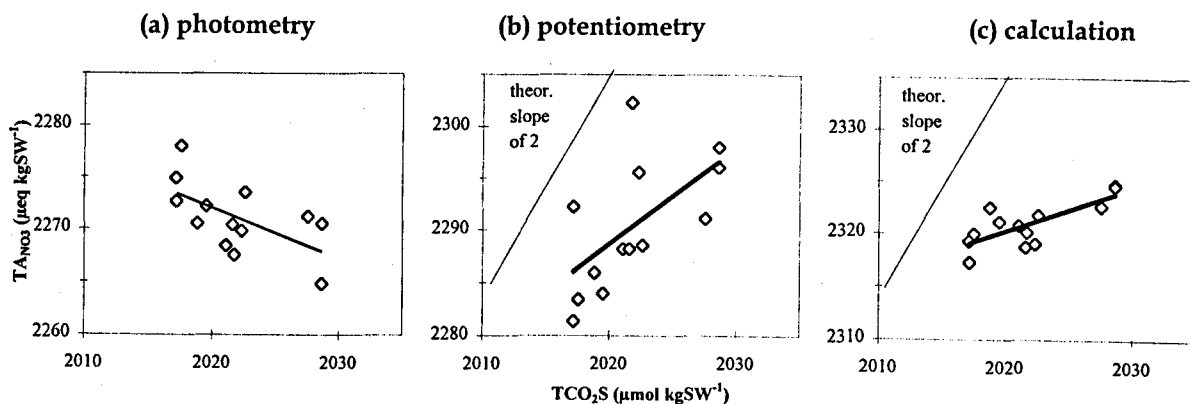 (a) photometry
(b) potentiometry
(c) calculation
TA_NO3 (µeq kgSW⁻¹)
2280
2270
2260
2010
2020
2030
theor.
slope
of 2
2300
2290
2280
2010
2020
2030
TCO₂S (µmol kgSW⁻¹)
theor.
slope
of 2
2330
2320
2310
2010
2020
2030